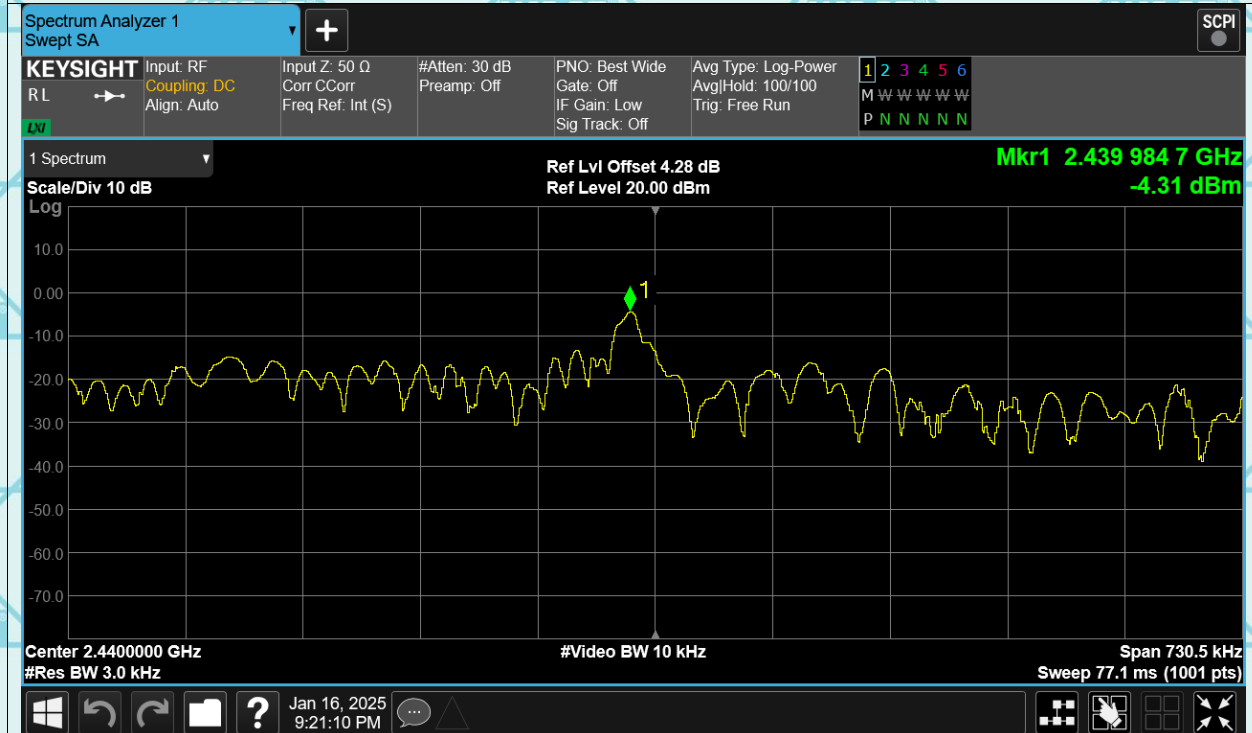 Spectrum Analyzer 1
Swept SA
+
SCPI
KEYSIGHT
R L
LXI
Input: RF
Coupling: DC
Align: Auto
Input Z: 50 Ω
Corr CCorr
Freq Ref: Int (S)
#Atten: 30 dB
Preamp: Off
PNO: Best Wide
Gate: Off
IF Gain: Low
Sig Track: Off
Avg Type: Log-Power
Avg|Hold: 100/100
Trig: Free Run
1 2 3 4 5 6
M W W W W W
P N N N N N N
1 Spectrum
Scale/Div 10 dB
Log
Ref Lvl Offset 4.28 dB
Ref Level 20.00 dBm
Mkr1 2.439 984 7 GHz
-4.31 dBm
10.0
0.00
-10.0
-20.0
-30.0
-40.0
-50.0
-60.0
-70.0
1
Center 2.4400000 GHz
#Res BW 3.0 kHz
#Video BW 10 kHz
Span 730.5 kHz
Sweep 77.1 ms (1001 pts)
?
Jan 16, 2025
9:21:10 PM